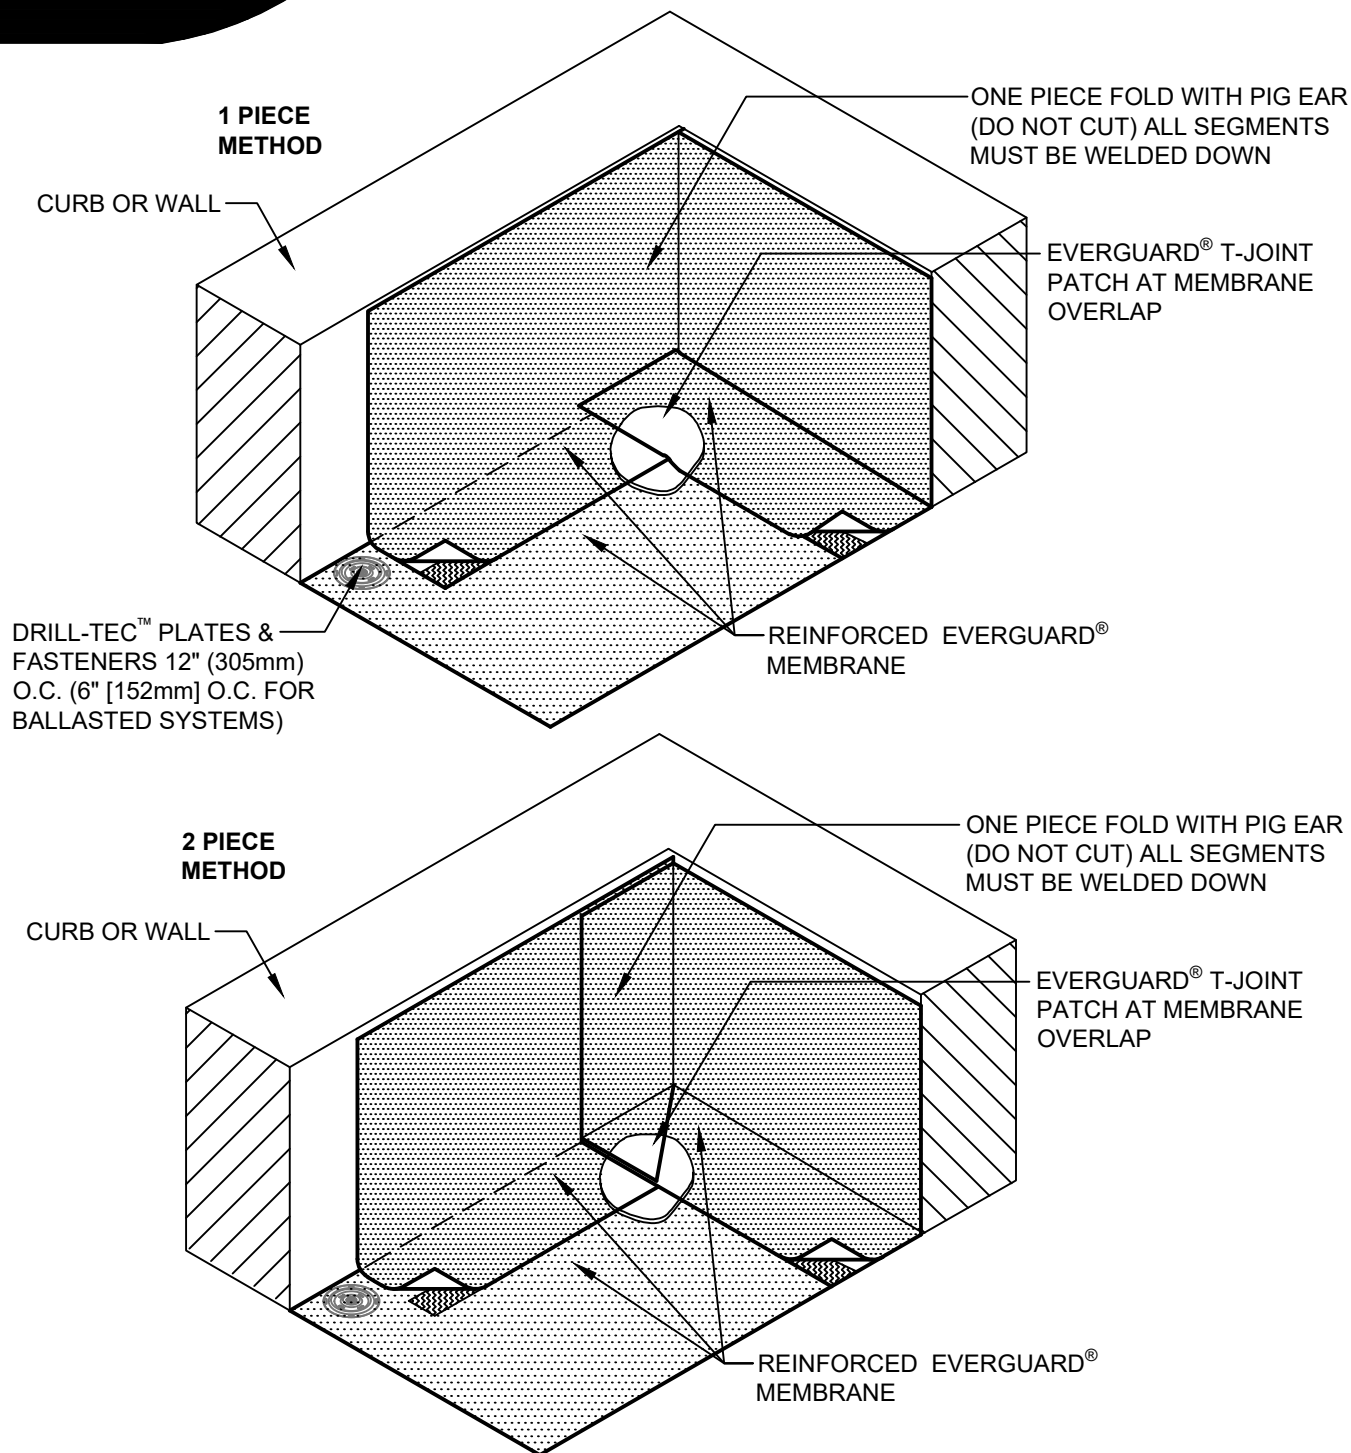 1 PIECE
METHOD
ONE PIECE FOLD WITH PIG EAR
(DO NOT CUT) ALL SEGMENTS
MUST BE WELDED DOWN
CURB OR WALL
EVERGUARD® T-JOINT
PATCH AT MEMBRANE
OVERLAP
DRILL-TEC™ PLATES &
FASTENERS 12" (305mm)
O.C. (6" [152mm] O.C. FOR
BALLASTED SYSTEMS)
REINFORCED EVERGUARD®
MEMBRANE
2 PIECE
METHOD
ONE PIECE FOLD WITH PIG EAR
(DO NOT CUT) ALL SEGMENTS
MUST BE WELDED DOWN
CURB OR WALL
EVERGUARD® T-JOINT
PATCH AT MEMBRANE
OVERLAP
REINFORCED EVERGUARD®
MEMBRANE